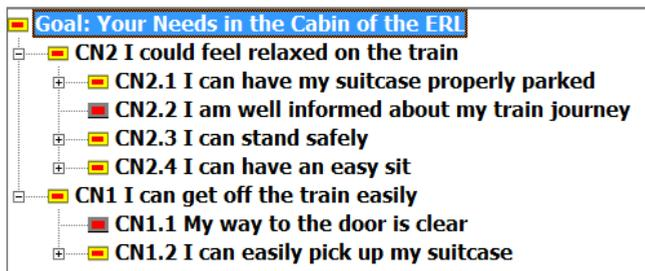 Goal: Your Needs in the Cabin of the ERL
CN2 I could feel relaxed on the train
CN2.1 I can have my suitcase properly parked
CN2.2 I am well informed about my train journey
CN2.3 I can stand safely
CN2.4 I can have an easy sit
CN1 I can get off the train easily
CN1.1 My way to the door is clear
CN1.2 I can easily pick up my suitcase